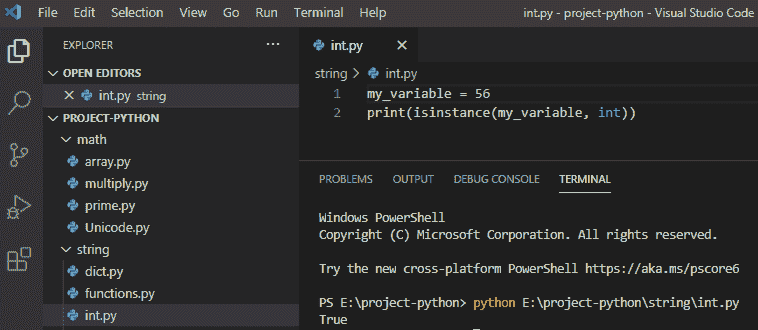 File Edit Selection View Go Run Terminal Help int.py - project-python - Visual Studio Code
EXPLORER
OPEN EDITORS
int.py string
PROJECT-PYTHON
math
array.py
multiply.py
prime.py
Unicode.py
string
dict.py
functions.py
int.py
int.py
string > int.py
1 my_variable = 56
2 print(isinstance(my_variable, int))
PROBLEMS OUTPUT DEBUG CONSOLE TERMINAL
Windows PowerShell
Copyright (C) Microsoft Corporation. All rights reserved.
Try the new cross-platform PowerShell https://aka.ms/pscore6
PS E:\project-python> python E:\project-python\string\int.py
True